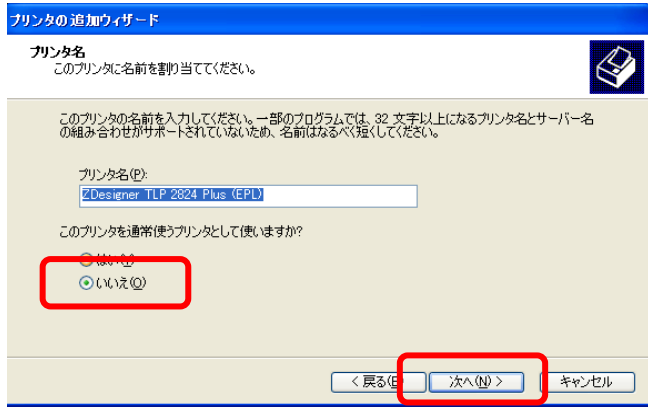 プリンタの追加ウィザード
プリンタ名
このプリンタに名前を割り当ててください。
このプリンタの名前を入力してください。一部のプログラムでは、32 文字以上になるプリンタ名とサーバー名
の組み合わせがサポートされていないため、名前はなるべく短くしてください。
プリンタ名(P):
ZDesigner TLP 2824 Plus (EPL)
このプリンタを通常使うプリンタとして使いますか?
はい(Y)
いいえ(O)
< 戻る(B
次へ(N) >
キャンセル